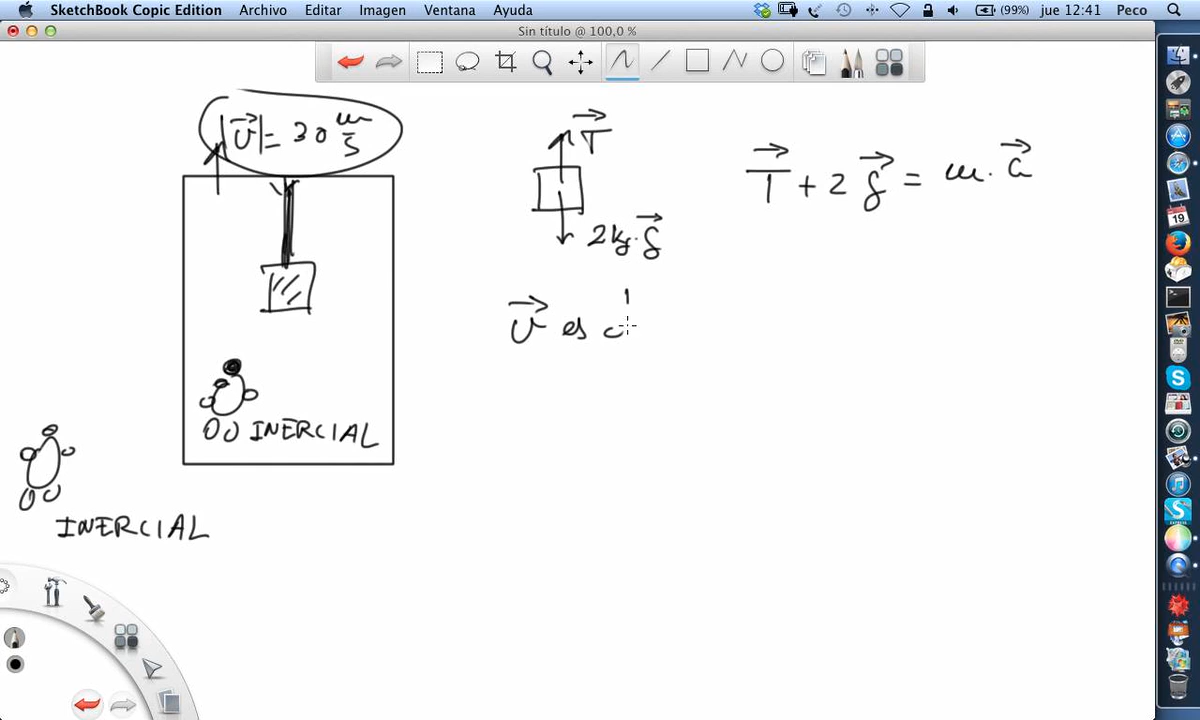 SketchBook Copic Edition Archivo Editar Imagen Ventana Ayuda (99%) jue 12:41 Peco
Sin título @ 100,0 %
|v⃗| = 30 m/s
T⃗
2kg·g⃗
T⃗ + 2 g⃗ = m·a⃗
v⃗ es
INERCIAL
INERCIAL
19